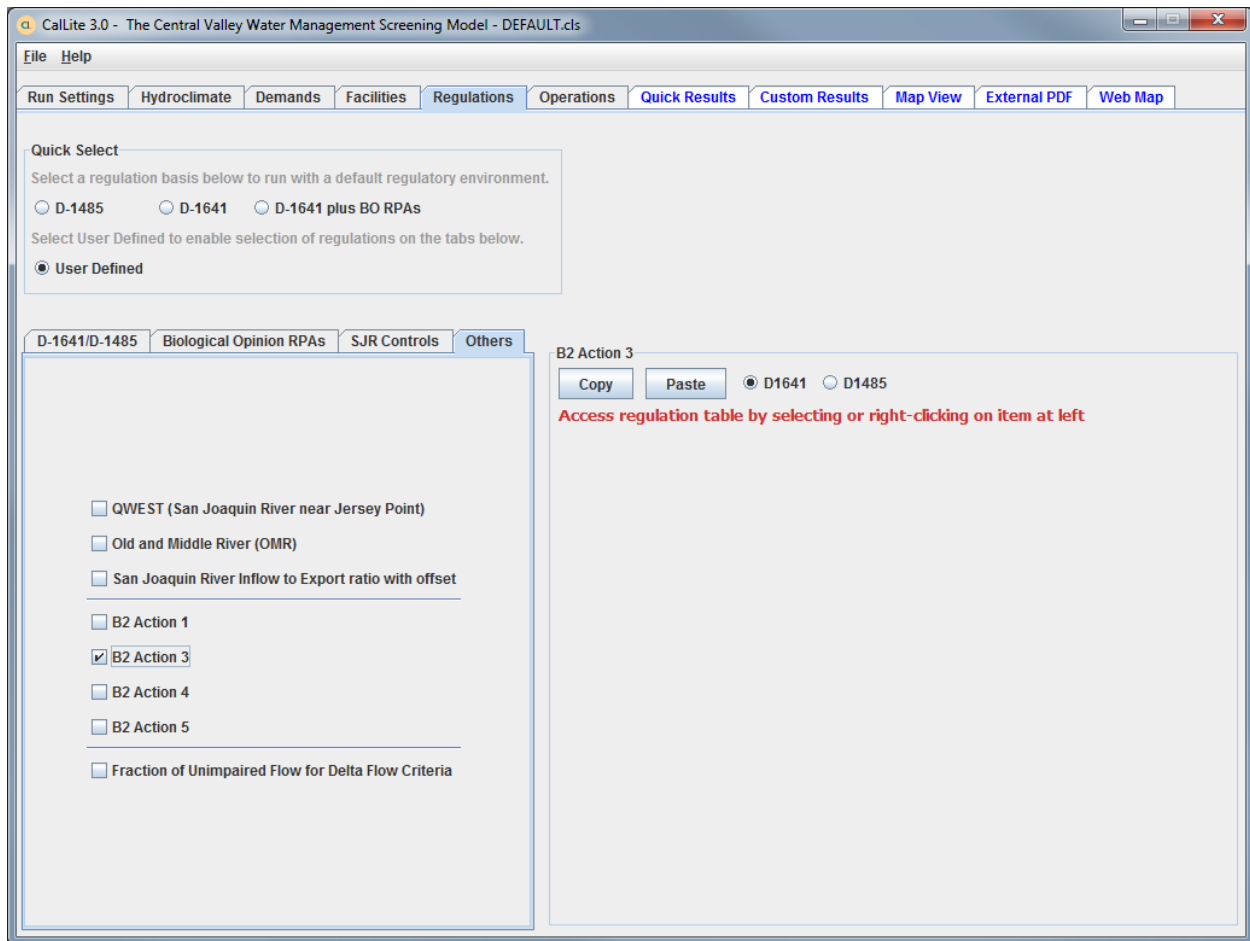 CalLite 3.0 - The Central Valley Water Management Screening Model - DEFAULT.cls
File Help
Run Settings Hydroclimate Demands Facilities Regulations Operations Quick Results Custom Results Map View External PDF Web Map
Quick Select
Select a regulation basis below to run with a default regulatory environment.
D-1485 D-1641 D-1641 plus BO RPAs
Select User Defined to enable selection of regulations on the tabs below.
User Defined
D-1641/D-1485 Biological Opinion RPAs SJR Controls Others
QWEST (San Joaquin River near Jersey Point)
Old and Middle River (OMR)
San Joaquin River Inflow to Export ratio with offset
B2 Action 1
B2 Action 3
B2 Action 4
B2 Action 5
Fraction of Unimpaired Flow for Delta Flow Criteria
B2 Action 3
Copy Paste D1641 D1485
Access regulation table by selecting or right-clicking on item at left